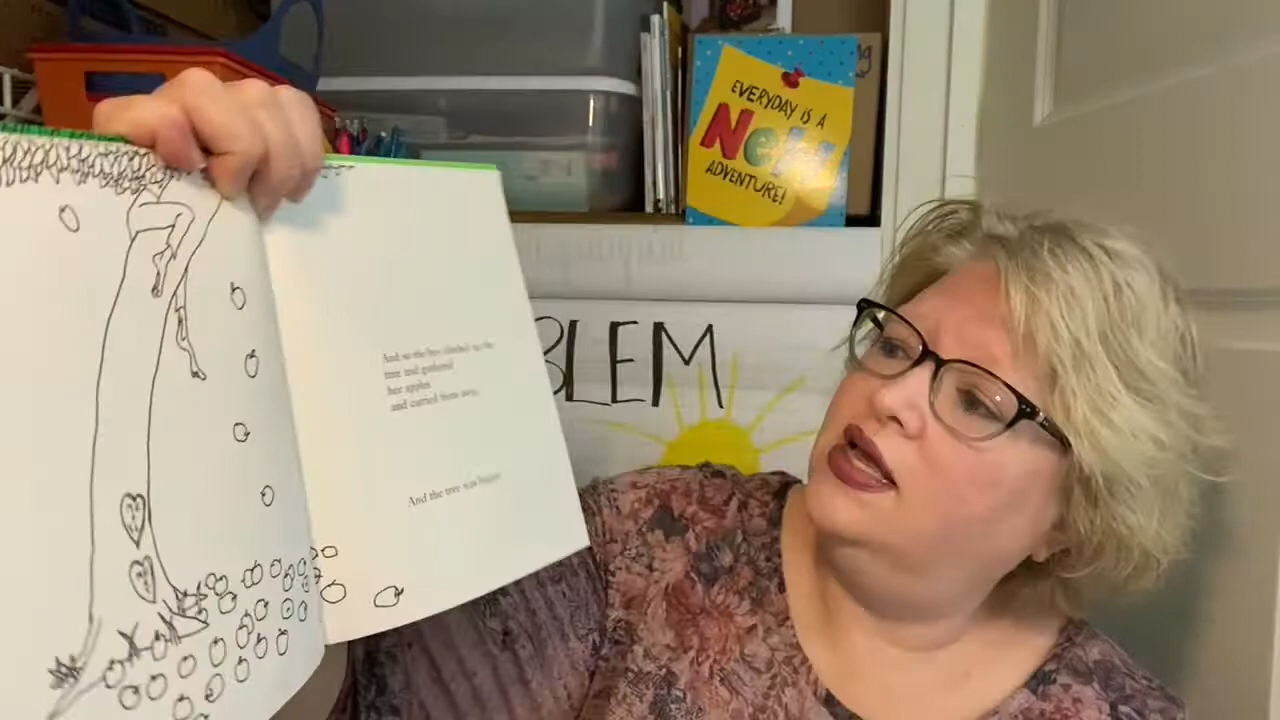 EVERYDAY IS A
New
ADVENTURE!
BLEM
And so the boy climbed up the
tree and gathered
her apples
and carried them away.
And the tree was happy.